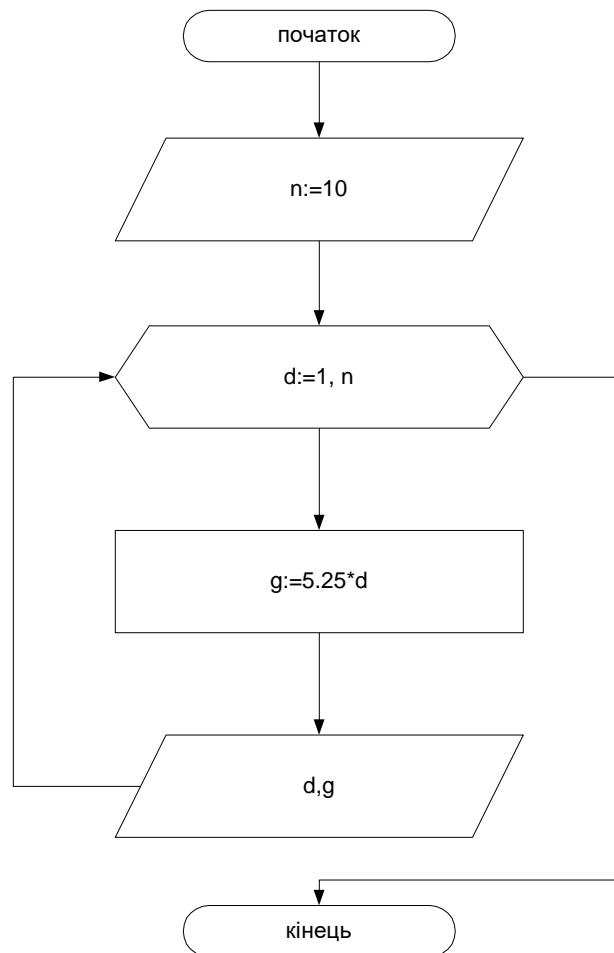 початок
n:=10
d:=1, n
g:=5.25*d
d,g
кінець